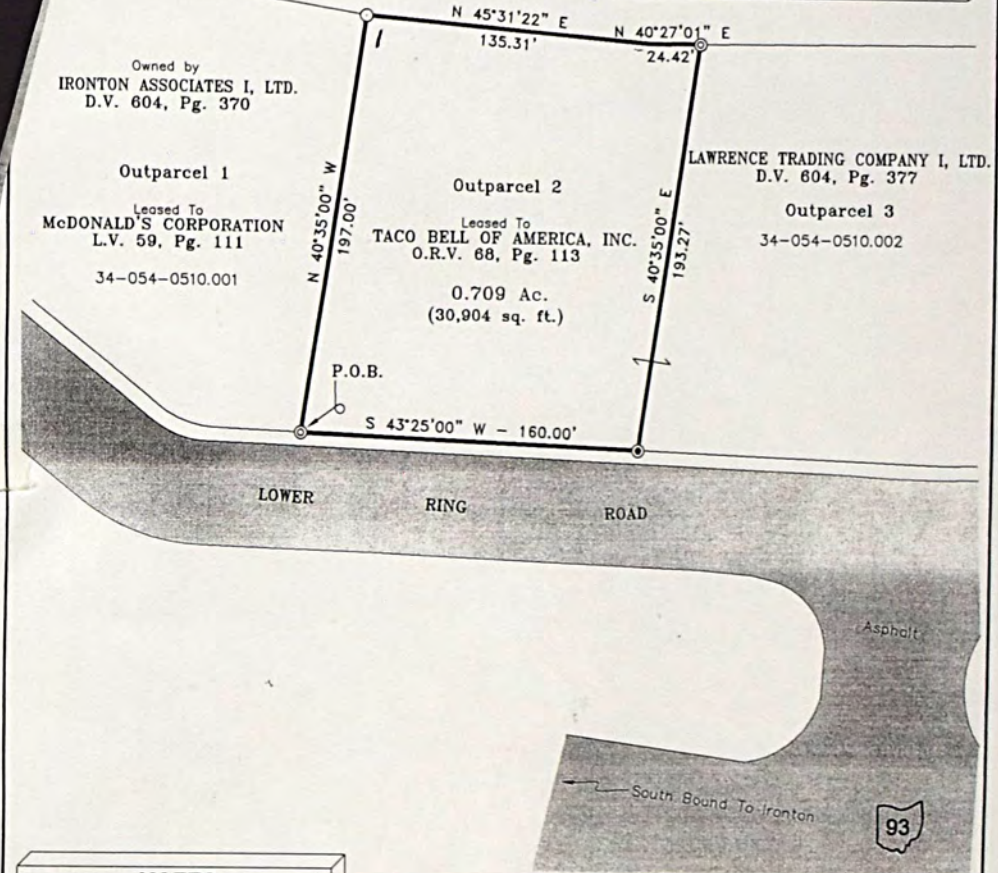 N 45°31'22" E
135.31'
N 40°27'01" E
24.42'
Owned by
IRONTON ASSOCIATES I, LTD.
D.V. 604, Pg. 370
Outparcel 1
Leased To
McDONALD'S CORPORATION
L.V. 59, Pg. 111
34-054-0510.001
N 40°35'00" W
197.00'
Outparcel 2
Leased To
TACO BELL OF AMERICA, INC.
O.R.V. 68, Pg. 113
0.709 Ac.
(30,904 sq. ft.)
S 40°35'00" E
193.27'
LAWRENCE TRADING COMPANY I, LTD.
D.V. 604, Pg. 377
Outparcel 3
34-054-0510.002
P.O.B.
S 43°25'00" W - 160.00'
LOWER RING ROAD
Asphalt
South Bound To Ironton
93